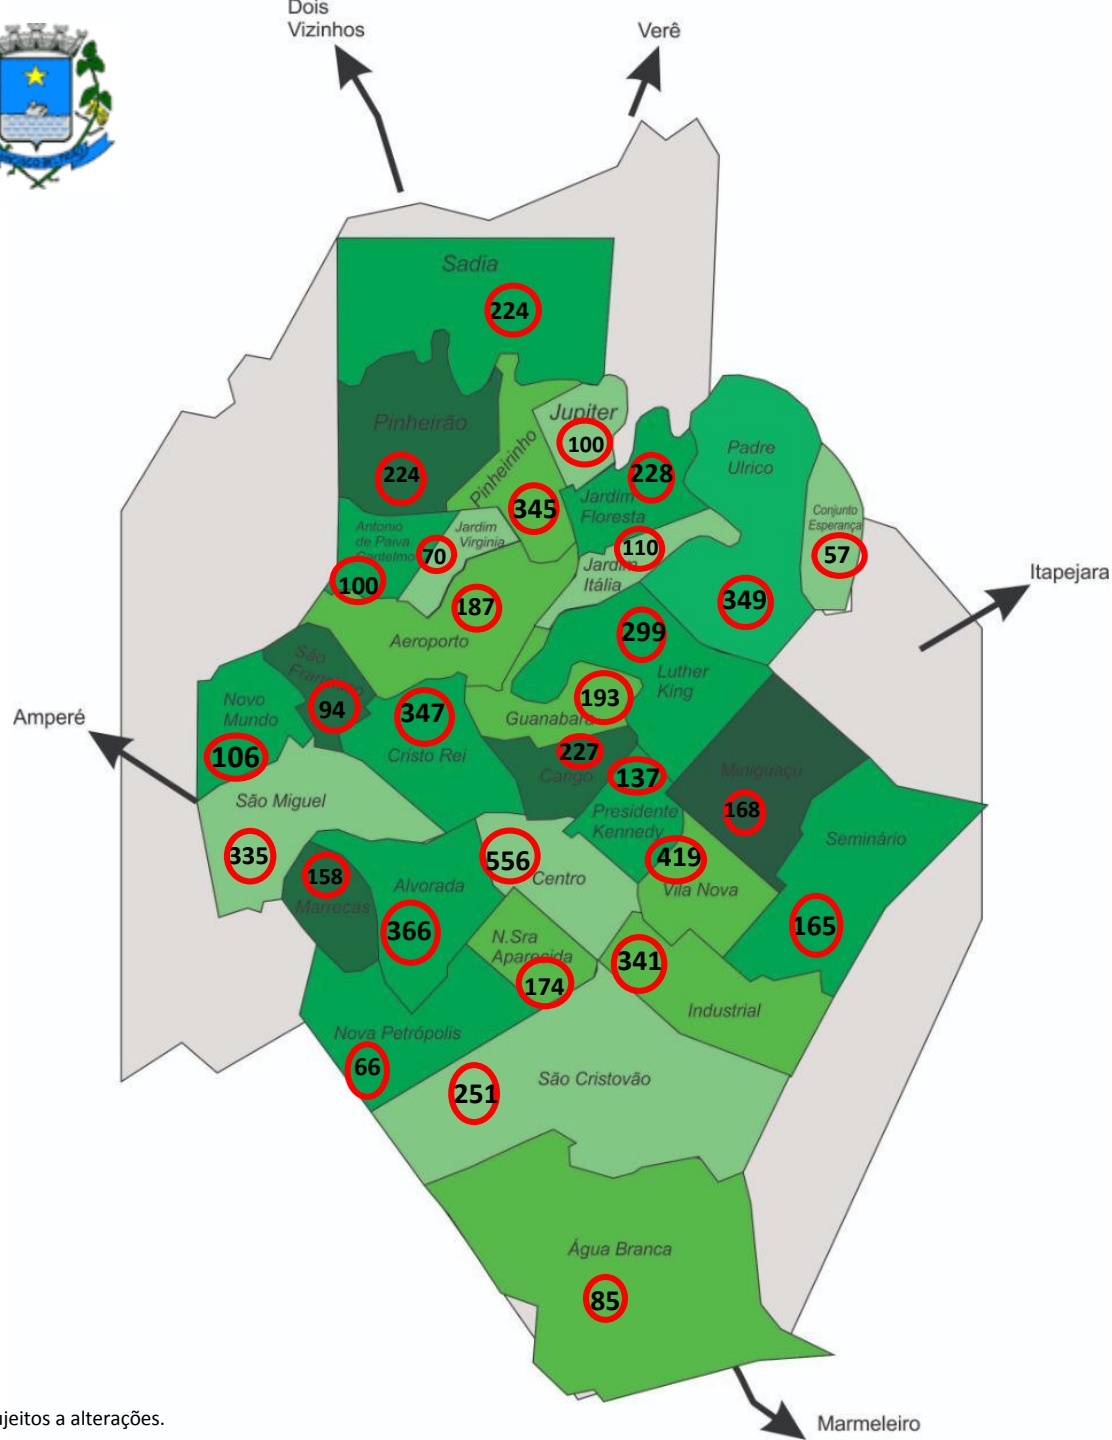 Dois
Vizinhos
Verê
Sadia
224
Pinheirão
224
Pinheirinho
345
Jupiter
100
228
Jardim
Floresta
Padre
Ulrico
349
Conjunto
Esperança
57
Antonio
de Paiva
Cantelmo
100
Jardim
Virginia
70
110
Jardim
Itália
Itapejara
187
Aeroporto
299
Luther
King
São
Francisco
94
Novo
Mundo
106
347
Cristo Rei
193
Guanabara
227
Cango
137
Presidente
Kennedy
Miniguaçu
168
Amperé
São Miguel
335
Seminário
165
158
Marrecas
Alvorada
366
556
Centro
419
Vila Nova
N.Sra
Aparecida
174
341
Industrial
Nova Petrópolis
66
São Cristovão
251
Água Branca
85
ujeitos a alterações.
Marmeleiro